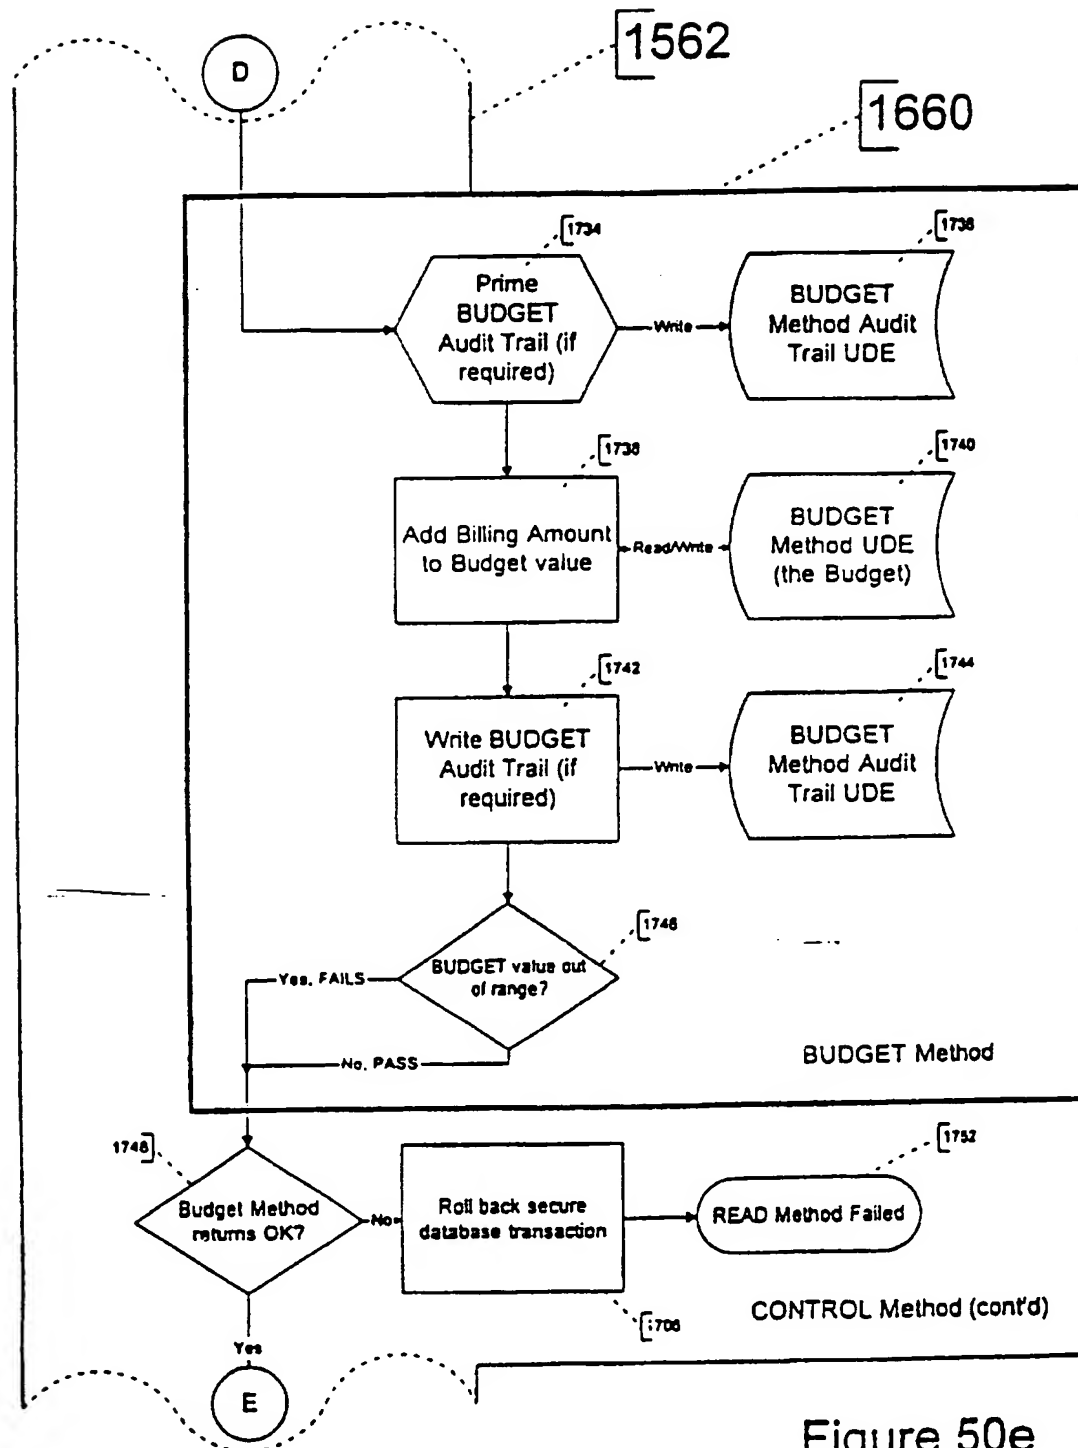 1562
D
1660
1734
Prime
BUDGET
Audit Trail (if
required)
Write
1736
BUDGET
Method Audit
Trail UDE
1738
Add Billing Amount
to Budget value
Read/Write
1740
BUDGET
Method UDE
(the Budget)
1742
Write BUDGET
Audit Trail (if
required)
Write
1744
BUDGET
Method Audit
Trail UDE
1746
BUDGET value out
of range?
Yes, FAILS
No, PASS
BUDGET Method
1748
Budget Method
returns OK?
No
Roll back secure
database transaction
1752
READ Method Failed
CONTROL Method (cont'd)
Yes
E
Figure 50e